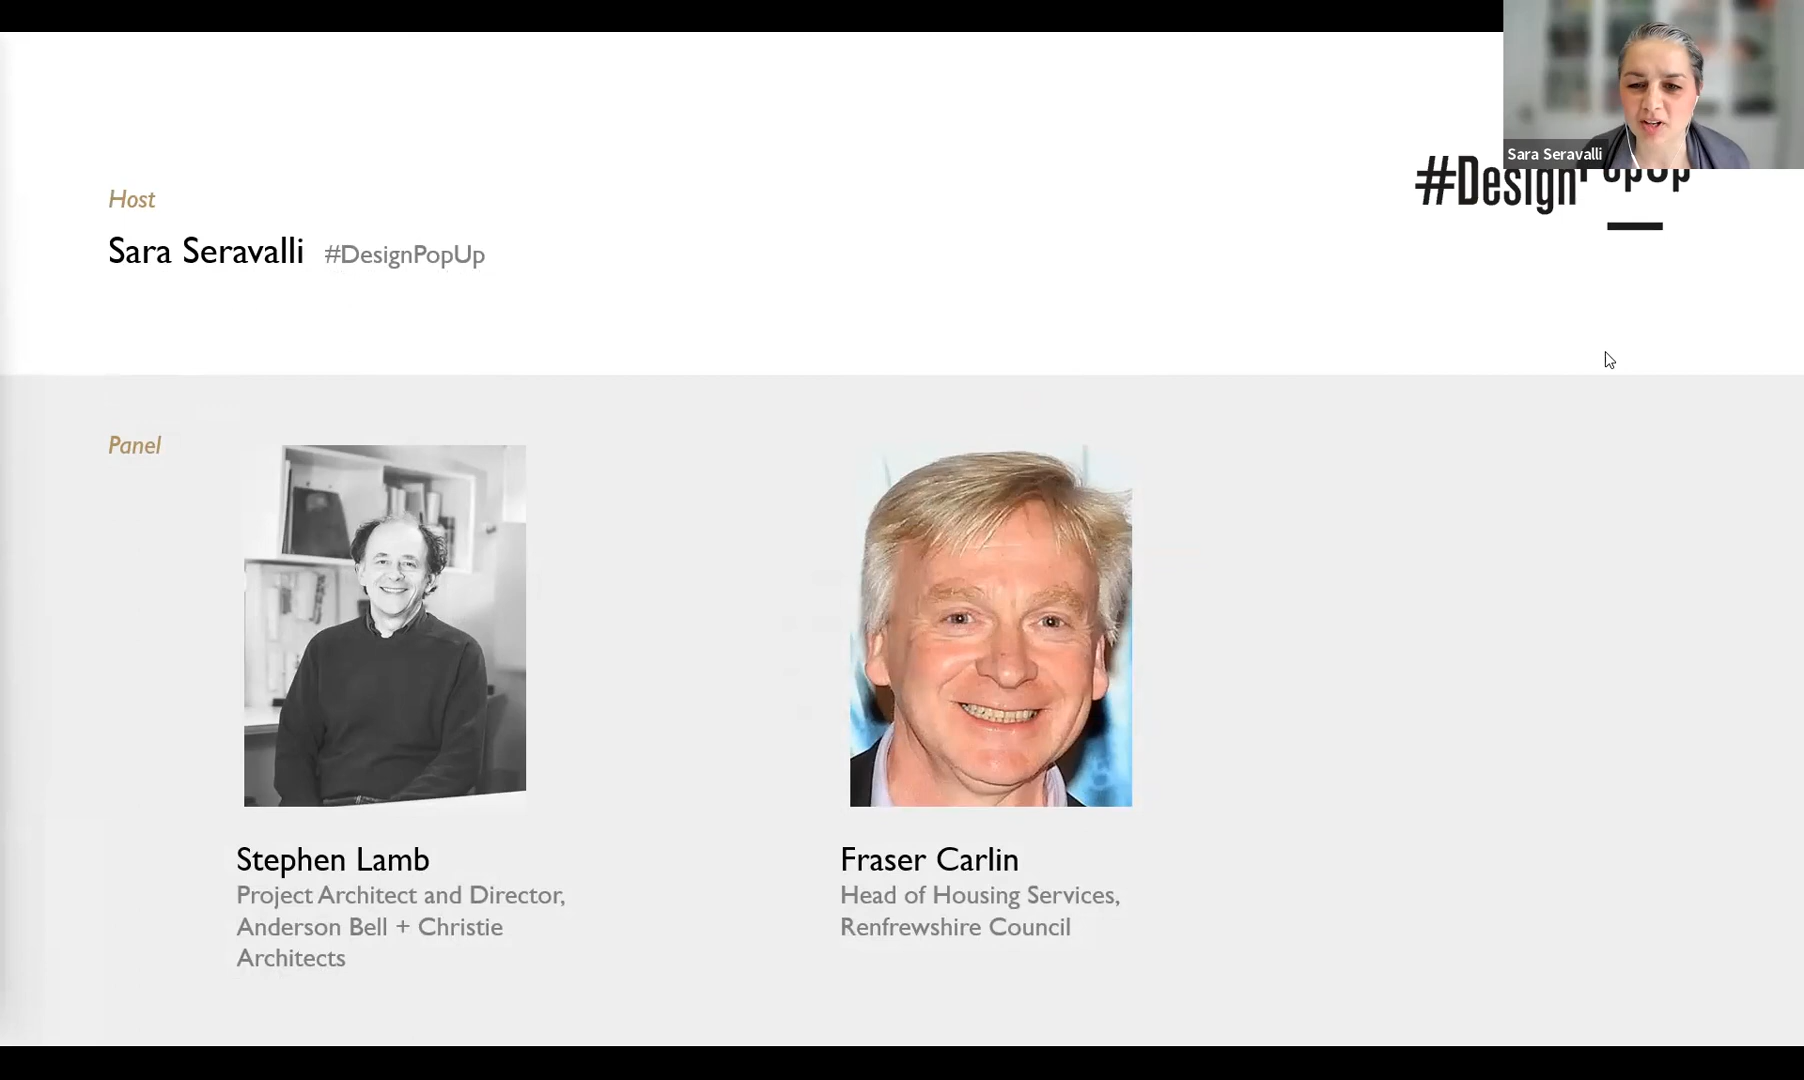 Sara Seravalli
#DesignPopUp
Host
Sara Seravalli #DesignPopUp
Panel
Stephen Lamb
Project Architect and Director,
Anderson Bell + Christie
Architects
Fraser Carlin
Head of Housing Services,
Renfrewshire Council